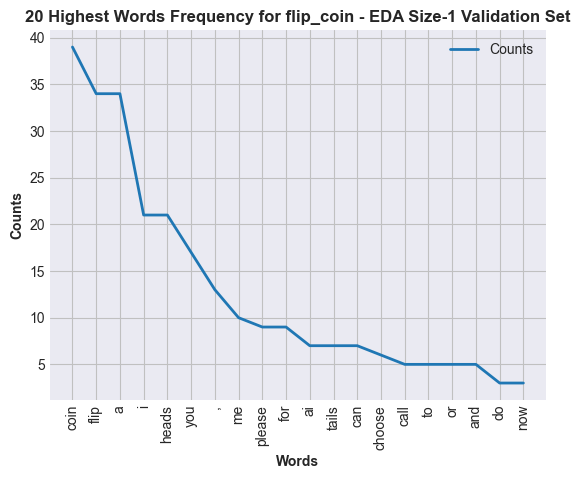 20 Highest Words Frequency for flip_coin - EDA Size-1 Validation Set
Counts
40
35
30
25
20
15
10
5
Counts
coin
flip
a
i
heads
you
,
me
please
for
ai
tails
can
choose
call
to
or
and
do
now
Words